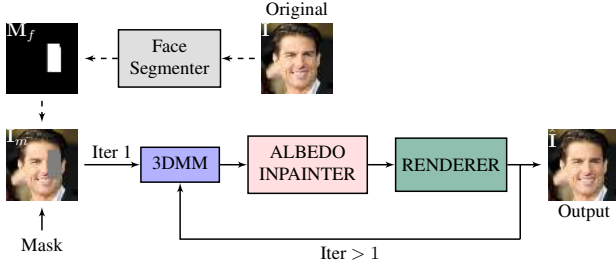 Original
M_f
I
Face
Segmenter
I_m
Iter 1
3DMM
ALBEDO
INPAINTER
RENDERER
Î
Output
Mask
Iter > 1